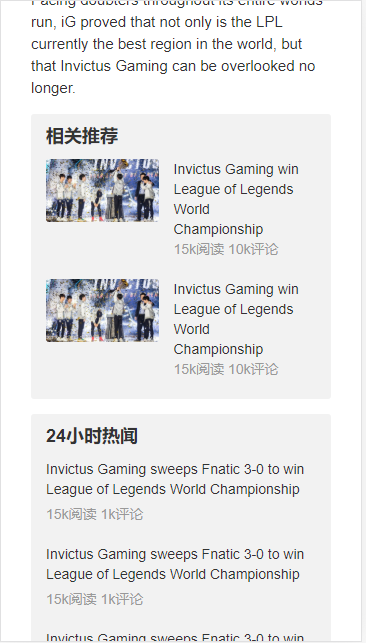 Facing doubters throughout its entire worlds
run, iG proved that not only is the LPL
currently the best region in the world, but
that Invictus Gaming can be overlooked no
longer.
相关推荐
Invictus Gaming win
League of Legends
World
Championship
15k阅读 10k评论
Invictus Gaming win
League of Legends
World
Championship
15k阅读 10k评论
24小时热闻
Invictus Gaming sweeps Fnatic 3-0 to win
League of Legends World Championship
15k阅读 1k评论
Invictus Gaming sweeps Fnatic 3-0 to win
League of Legends World Championship
15k阅读 1k评论
Invictus Gaming sweeps Fnatic 3-0 to win